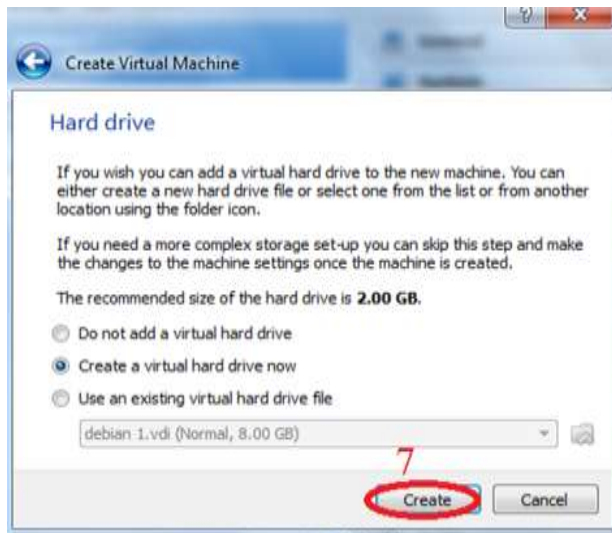 Create Virtual Machine
Hard drive
If you wish you can add a virtual hard drive to the new machine. You can
either create a new hard drive file or select one from the list or from another
location using the folder icon.
If you need a more complex storage set-up you can skip this step and make
the changes to the machine settings once the machine is created.
The recommended size of the hard drive is 2.00 GB.
Do not add a virtual hard drive
Create a virtual hard drive now
Use an existing virtual hard drive file
debian 1.vdi (Normal, 8.00 GB)
7
Create Cancel